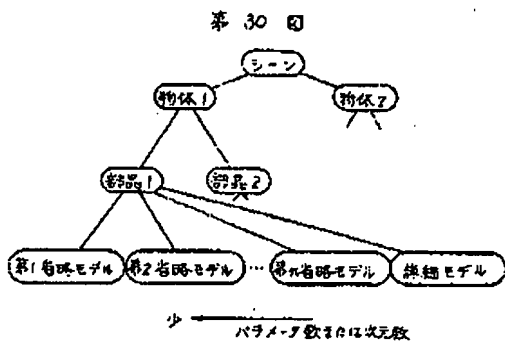 第 30 図
シーン
物体1
物体2
部品1
部品2
第1省略モデル
第2省略モデル
…
第n省略モデル
詳細モデル
少
パラメータ数または次元数